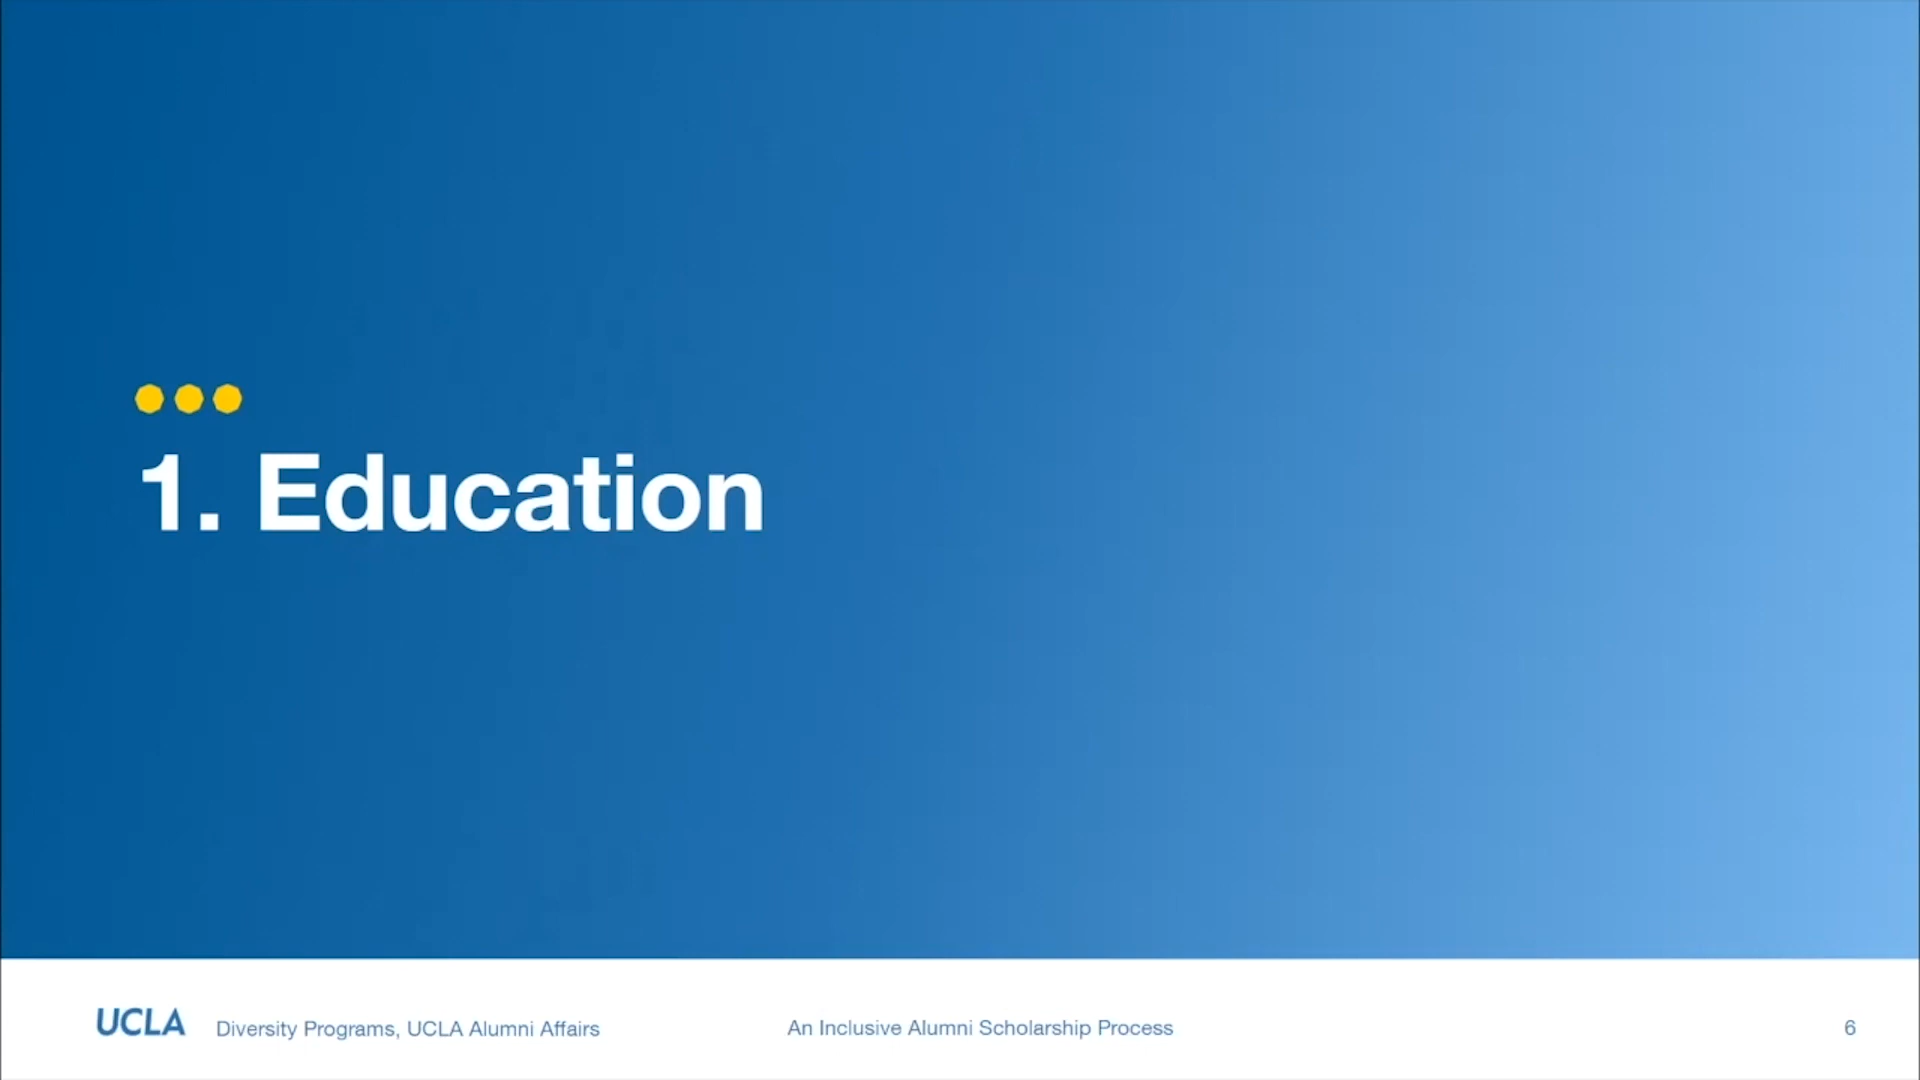 1. Education
UCLA Diversity Programs, UCLA Alumni Affairs An Inclusive Alumni Scholarship Process 6